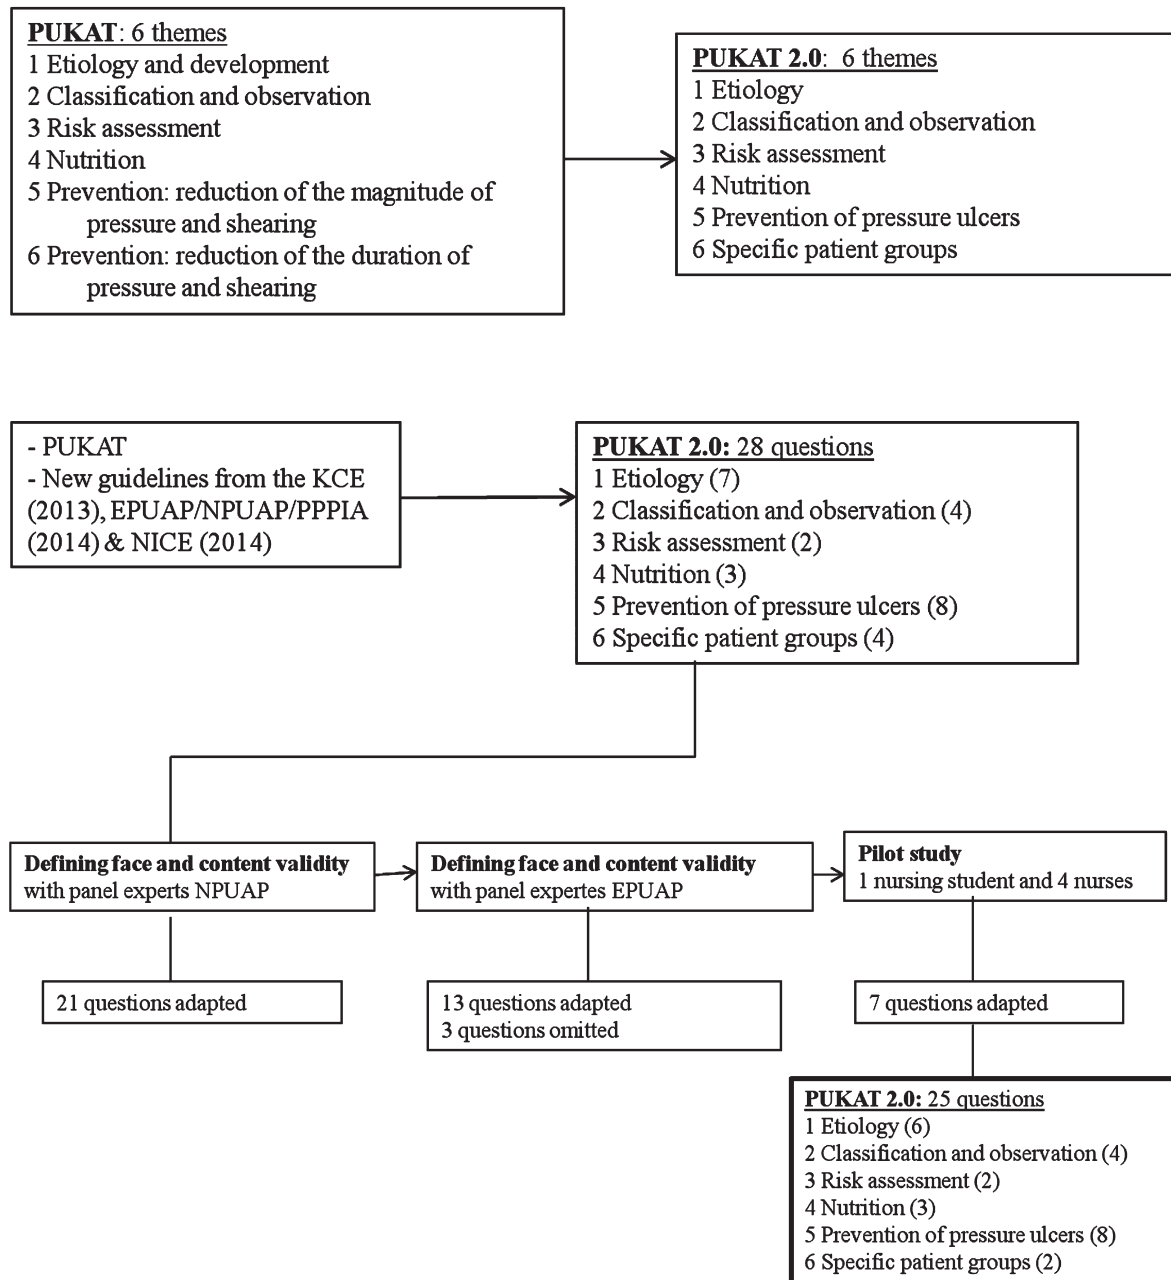 PUKAT: 6 themes
1 Etiology and development
2 Classification and observation
3 Risk assessment
4 Nutrition
5 Prevention: reduction of the magnitude of
pressure and shearing
6 Prevention: reduction of the duration of
pressure and shearing
PUKAT 2.0: 6 themes
1 Etiology
2 Classification and observation
3 Risk assessment
4 Nutrition
5 Prevention of pressure ulcers
6 Specific patient groups
- PUKAT
- New guidelines from the KCE
(2013), EPUAP/NPUAP/PPPIA
(2014) & NICE (2014)
PUKAT 2.0: 28 questions
1 Etiology (7)
2 Classification and observation (4)
3 Risk assessment (2)
4 Nutrition (3)
5 Prevention of pressure ulcers (8)
6 Specific patient groups (4)
Defining face and content validity
with panel experts NPUAP
Defining face and content validity
with panel expertes EPUAP
Pilot study
1 nursing student and 4 nurses
21 questions adapted
13 questions adapted
3 questions omitted
7 questions adapted
PUKAT 2.0: 25 questions
1 Etiology (6)
2 Classification and observation (4)
3 Risk assessment (2)
4 Nutrition (3)
5 Prevention of pressure ulcers (8)
6 Specific patient groups (2)